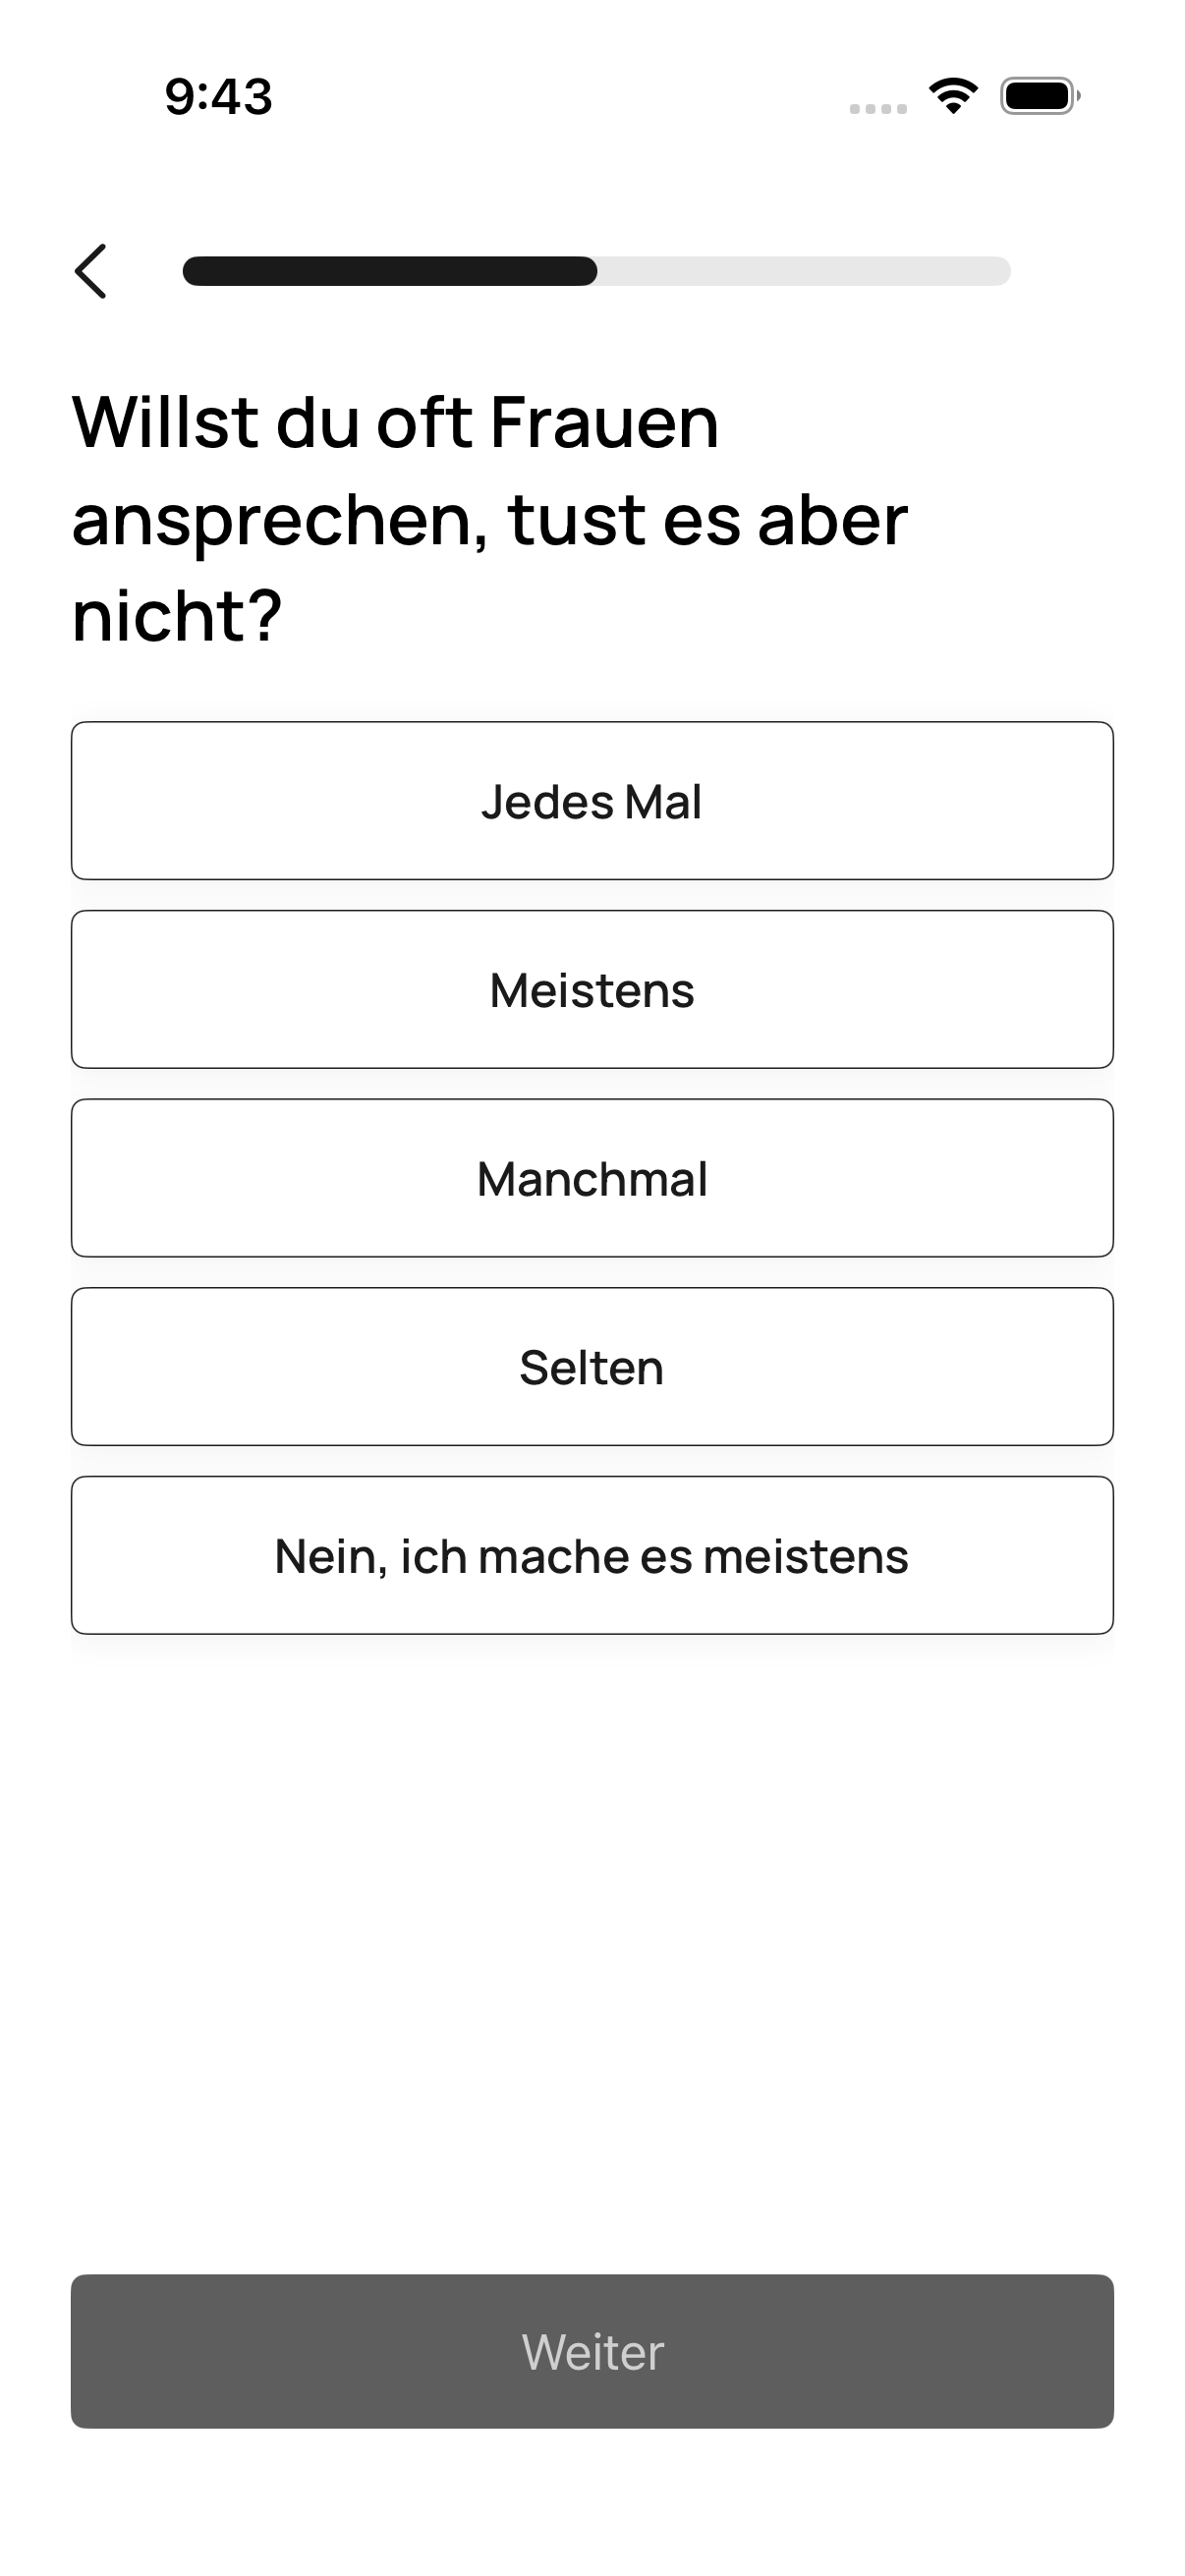 9:43
Willst du oft Frauen
ansprechen, tust es aber
nicht?
Jedes Mal
Meistens
Manchmal
Selten
Nein, ich mache es meistens
Weiter